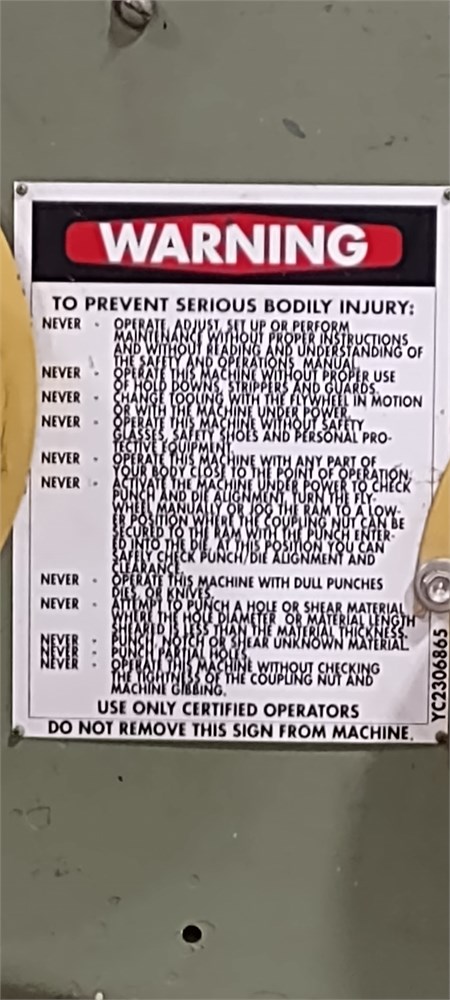 WARNING
TO PREVENT SERIOUS BODILY INJURY:
NEVER - OPERATE, ADJUST, SET UP OR PERFORM
MAINTENANCE WITHOUT PROPER INSTRUCTIONS
AND WITHOUT READING AND UNDERSTANDING OF
THE SAFETY AND OPERATIONS MANUAL
NEVER - OPERATE THIS MACHINE WITHOUT PROPER USE
OF HOLD DOWNS, STRIPPERS AND GUARDS.
NEVER - CHANGE TOOLING WITH THE FLYWHEEL IN MOTION
OR WITH THE MACHINE UNDER POWER.
NEVER - OPERATE THIS MACHINE WITHOUT SAFETY
GLASSES, SAFETY SHOES AND PERSONAL PRO-
TECTIVE EQUIPMENT.
NEVER - OPERATE THIS MACHINE WITH ANY PART OF
YOUR BODY CLOSE TO THE POINT OF OPERATION.
NEVER - ACTIVATE THE MACHINE UNDER POWER TO CHECK
PUNCH AND DIE ALIGNMENT, TURN THE FLY-
WHEEL MANUALLY OR JOG THE RAM TO A LOW-
ER POSITION WHERE THE COUPLING NUT CAN BE
SECURED TO THE RAM WITH THE PUNCH ENTER-
ED INTO THE DIE. IN THIS POSITION YOU CAN
SAFELY CHECK PUNCH/DIE ALIGNMENT AND
CLEARANCE.
NEVER - OPERATE THIS MACHINE WITH DULL PUNCHES
DIES, OR KNIVES.
NEVER - ATTEMPT TO PUNCH A HOLE OR SHEAR MATERIAL
WHERE THE HOLE DIAMETER OR MATERIAL LENGTH
SHEARED IS LESS THAN THE MATERIAL THICKNESS.
NEVER - PUNCH, NOTCH OR SHEAR UNKNOWN MATERIAL.
NEVER - PUNCH PARTIAL HOLES.
NEVER - OPERATE THIS MACHINE WITHOUT CHECKING
THE TIGHTNESS OF THE COUPLING NUT AND
MACHINE GIBBING.
USE ONLY CERTIFIED OPERATORS
DO NOT REMOVE THIS SIGN FROM MACHINE.
YC2306865